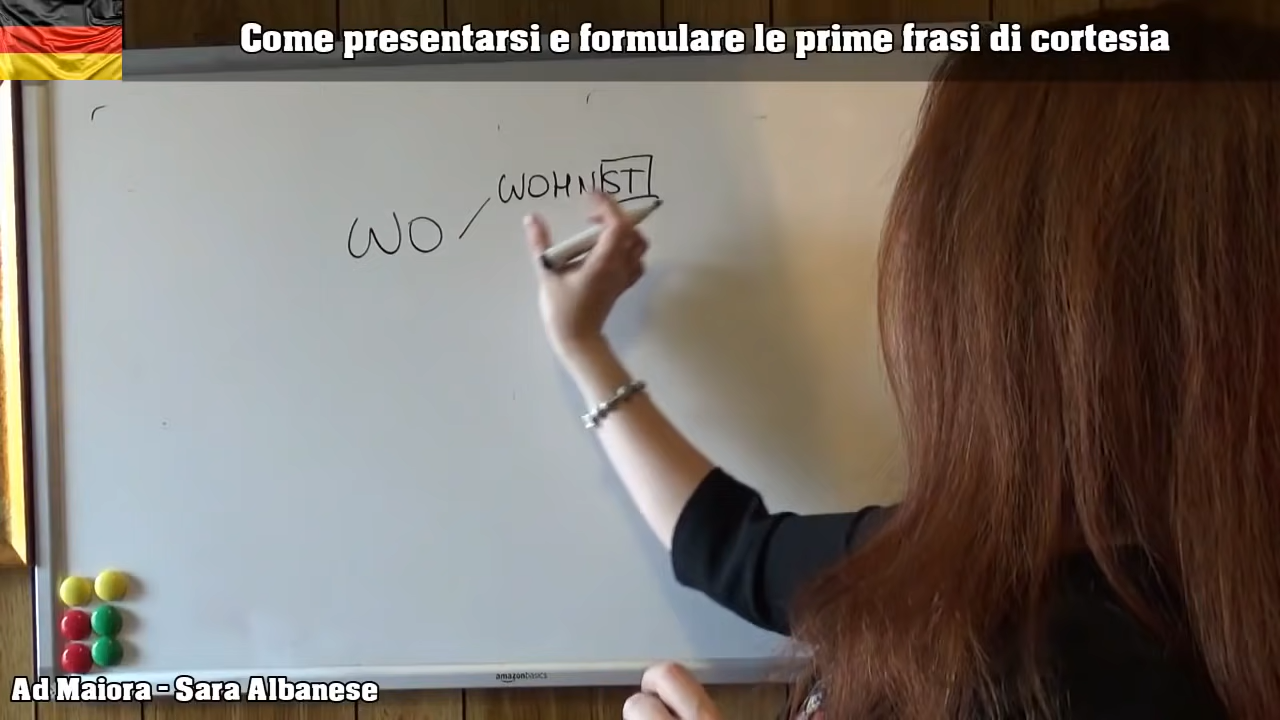 Come presentarsi e formulare le prime frasi di cortesia
WOHNST
WO
amazonbasics
Ad Maiora - Sara Albanese